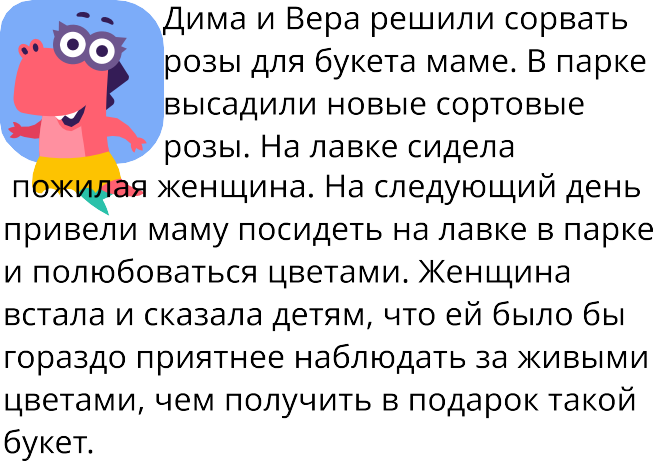 Дима и Вера решили сорвать
розы для букета маме. В парке
высадили новые сортовые
розы. На лавке сидела
пожилая женщина. На следующий день
привели маму посидеть на лавке в парке
и полюбоваться цветами. Женщина
встала и сказала детям, что ей было бы
гораздо приятнее наблюдать за живыми
цветами, чем получить в подарок такой
букет.